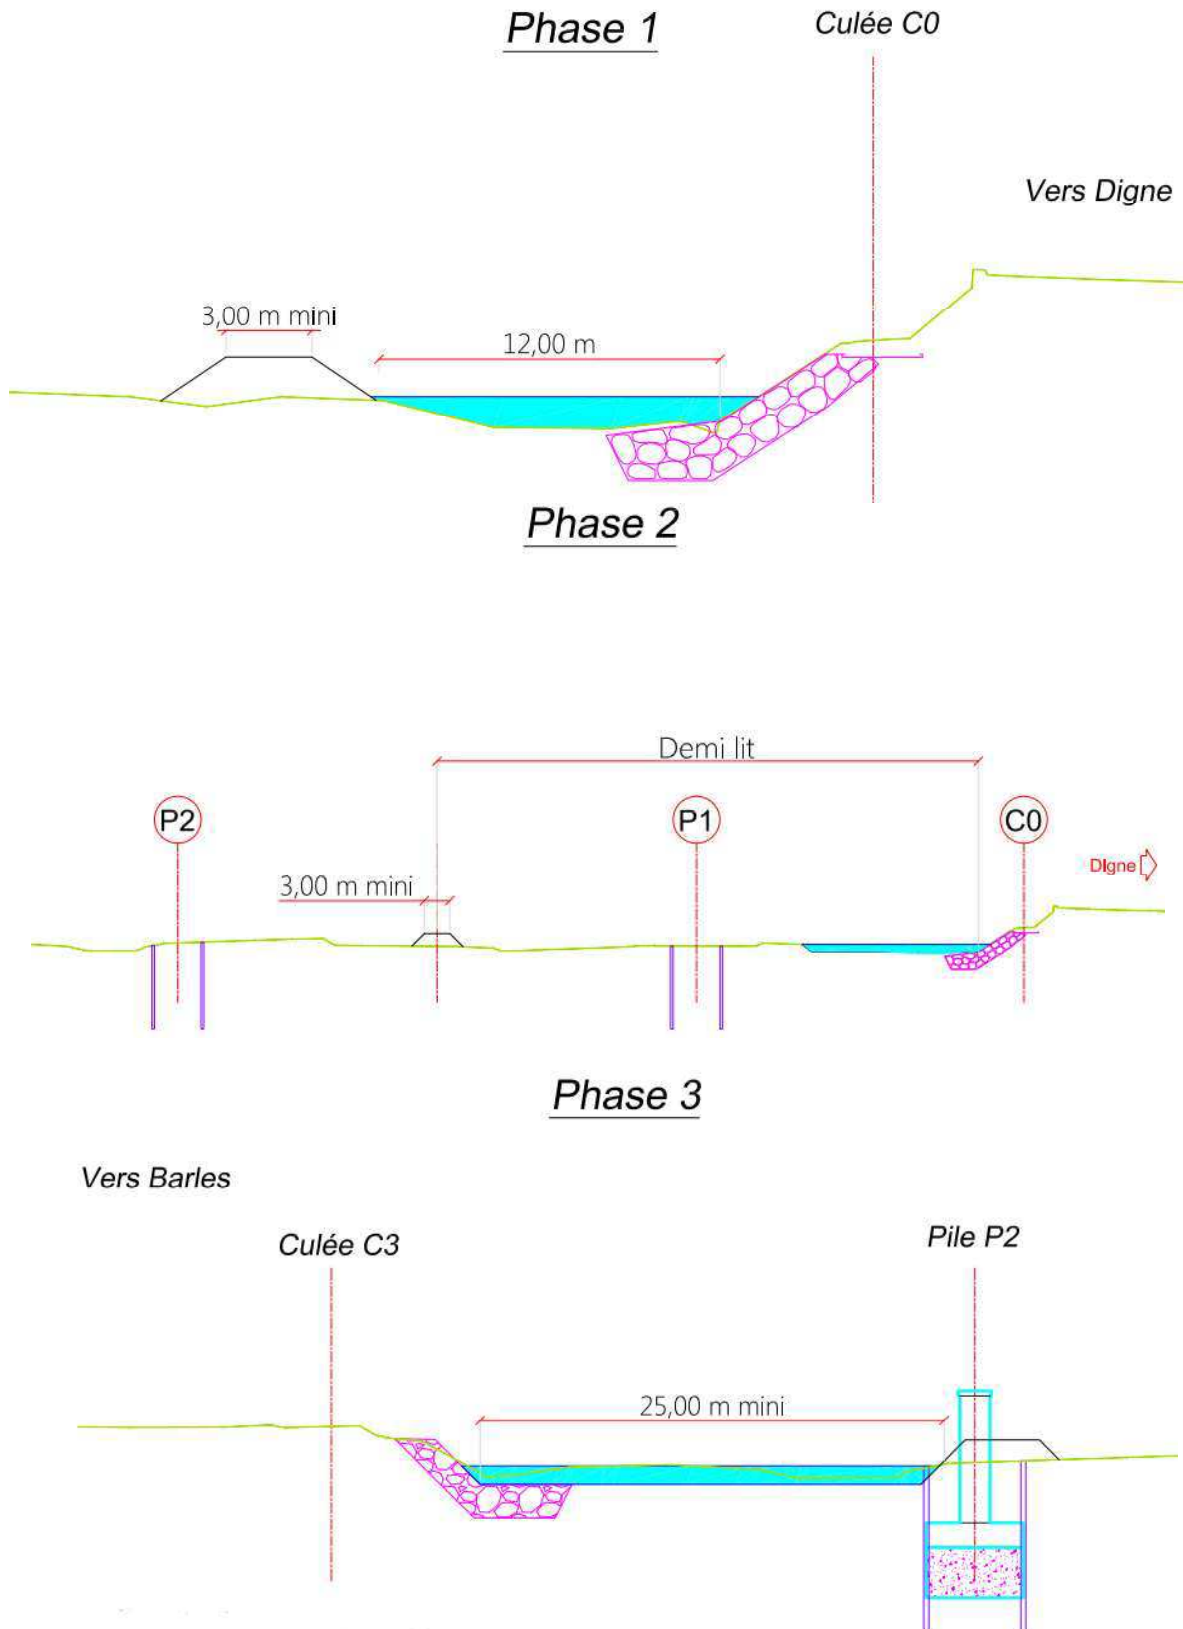 Phase 1
Culée C0
Vers Digne
3,00 m mini
12,00 m
Phase 2
Demi lit
P2
P1
C0
Digne
3,00 m mini
Phase 3
Vers Barles
Culée C3
Pile P2
25,00 m mini